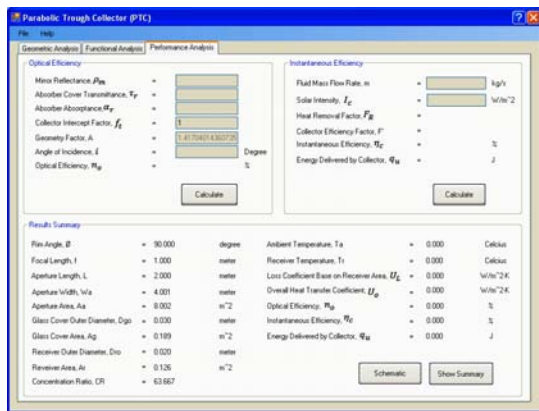 Parabolic Trough Collector (PTC)
File Help
Geometric Analysis Functional Analysis Performance Analysis
Optical Efficiency
Mirror Reflectance, ρm =
Absorber Cover Transmittance, τr =
Absorber Absorptance, αr =
Collector Intercept Factor, ft = 1
Geometry Factor, A =
Angle of Incidence, i = Degree
Optical Efficiency, no = %
Calculate
Instantaneous Efficiency
Fluid Mass Flow Rate, m = kg/s
Solar Intensity, Ic = W/m^2
Heat Removal Factor, FR =
Collector Efficiency Factor, F' =
Instantaneous Efficiency, ηc = %
Energy Delivered by Collector, qu = J
Calculate
Results Summary
Rim Angle, Ø = 90.000 degree
Focal Length, f = 1.000 meter
Aperture Length, L = 2.000 meter
Aperture Width, Wa = 4.001 meter
Aperture Area, Aa = 8.002 m^2
Glass Cover Outer Diameter, Dgo = 0.030 meter
Glass Cover Area, Ag = 0.189 m^2
Receiver Outer Diameter, Dro = 0.020 meter
Reveiver Area, Ar = 0.126 m^2
Concentration Ratio, CR = 63.667
Ambient Temperature, Ta = 0.000 Celcius
Receiver Temperature, Tr = 0.000 Celcius
Loss Coefficient Base on Receiver Area, UL = 0.000 W/m^2-K
Overall Heat Transfer Coefficient, Uo = 0.000 W/m^2-K
Optical Efficiency, no = 0.000 %
Instantaneous Efficiency, ηc = 0.000 %
Energy Delivered by Collector, qu = 0.000 J
Schematic Show Summary